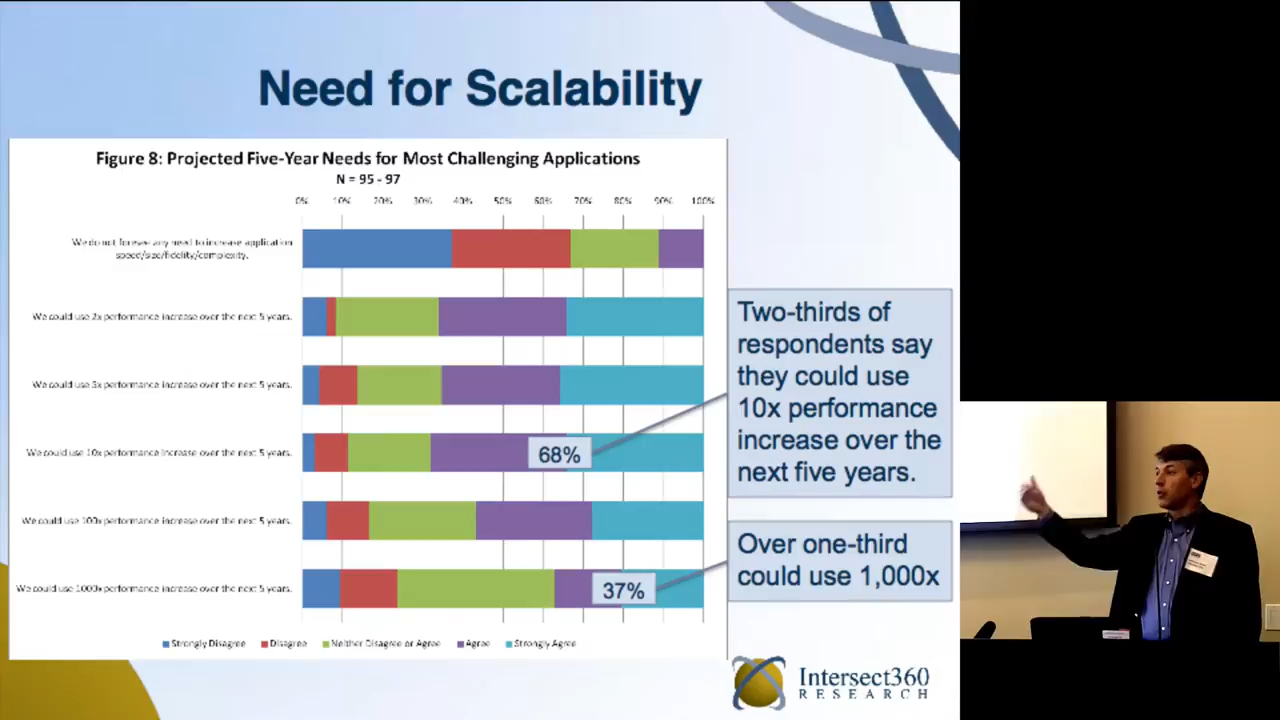 Need for Scalability
Figure 8: Projected Five-Year Needs for Most Challenging Applications
N = 95 - 97
0% 10% 20% 30% 40% 50% 60% 70% 80% 90% 100%
We do not foresee any need to increase application
speed/size/fidelity/complexity.
We could use 2x performance increase over the next 5 years.
We could use 5x performance increase over the next 5 years.
We could use 10x performance increase over the next 5 years.
We could use 100x performance increase over the next 5 years.
We could use 1000x performance increase over the next 5 years.
68%
37%
Strongly Disagree Disagree Neither Disagree or Agree Agree Strongly Agree
Two-thirds of
respondents say
they could use
10x performance
increase over the
next five years.
Over one-third
could use 1,000x
Intersect360
RESEARCH